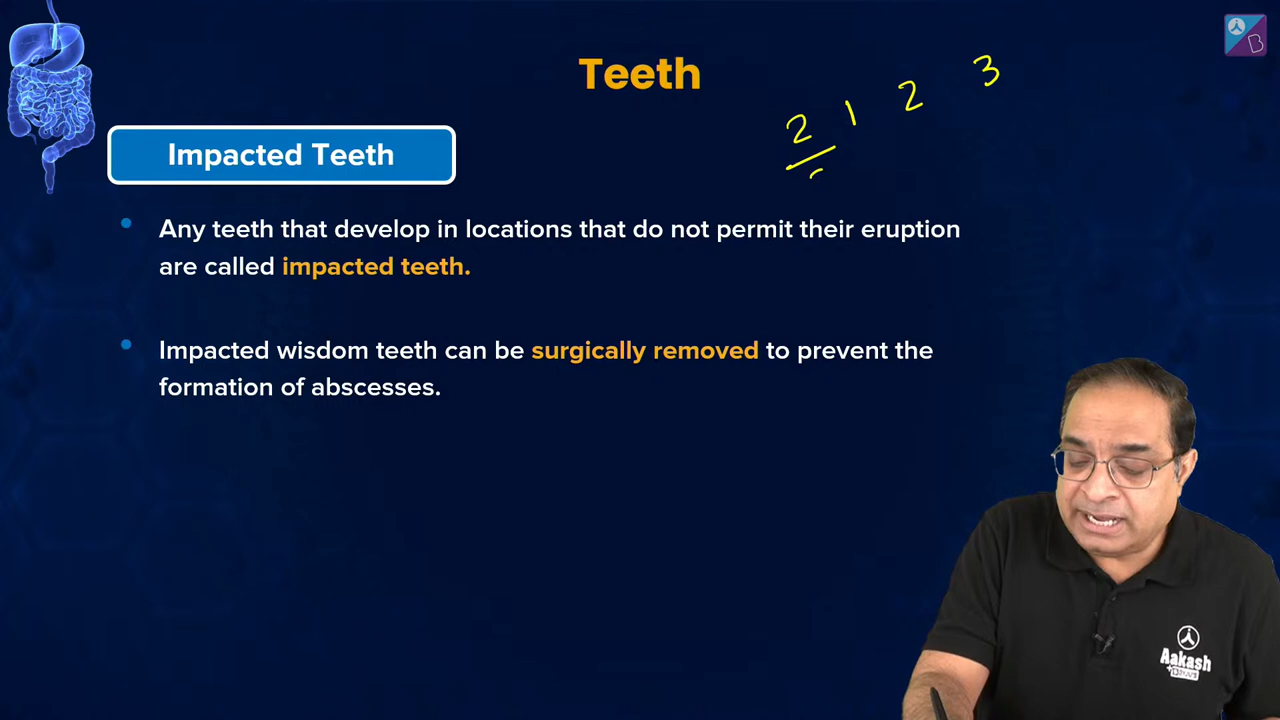 Teeth
2 1 2 3
Impacted Teeth
• Any teeth that develop in locations that do not permit their eruption
are called impacted teeth.
• Impacted wisdom teeth can be surgically removed to prevent the
formation of abscesses.
Aakash
B